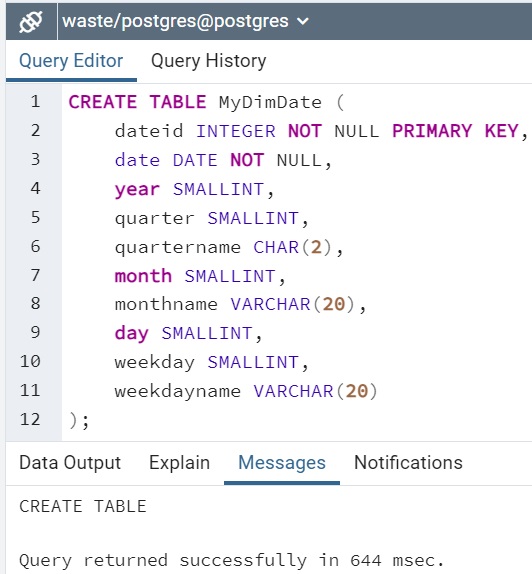 waste/postgres@postgres
Query Editor Query History
1 CREATE TABLE MyDimDate (
2 dateid INTEGER NOT NULL PRIMARY KEY,
3 date DATE NOT NULL,
4 year SMALLINT,
5 quarter SMALLINT,
6 quartername CHAR(2),
7 month SMALLINT,
8 monthname VARCHAR(20),
9 day SMALLINT,
10 weekday SMALLINT,
11 weekdayname VARCHAR(20)
12 );
Data Output Explain Messages Notifications
CREATE TABLE
Query returned successfully in 644 msec.